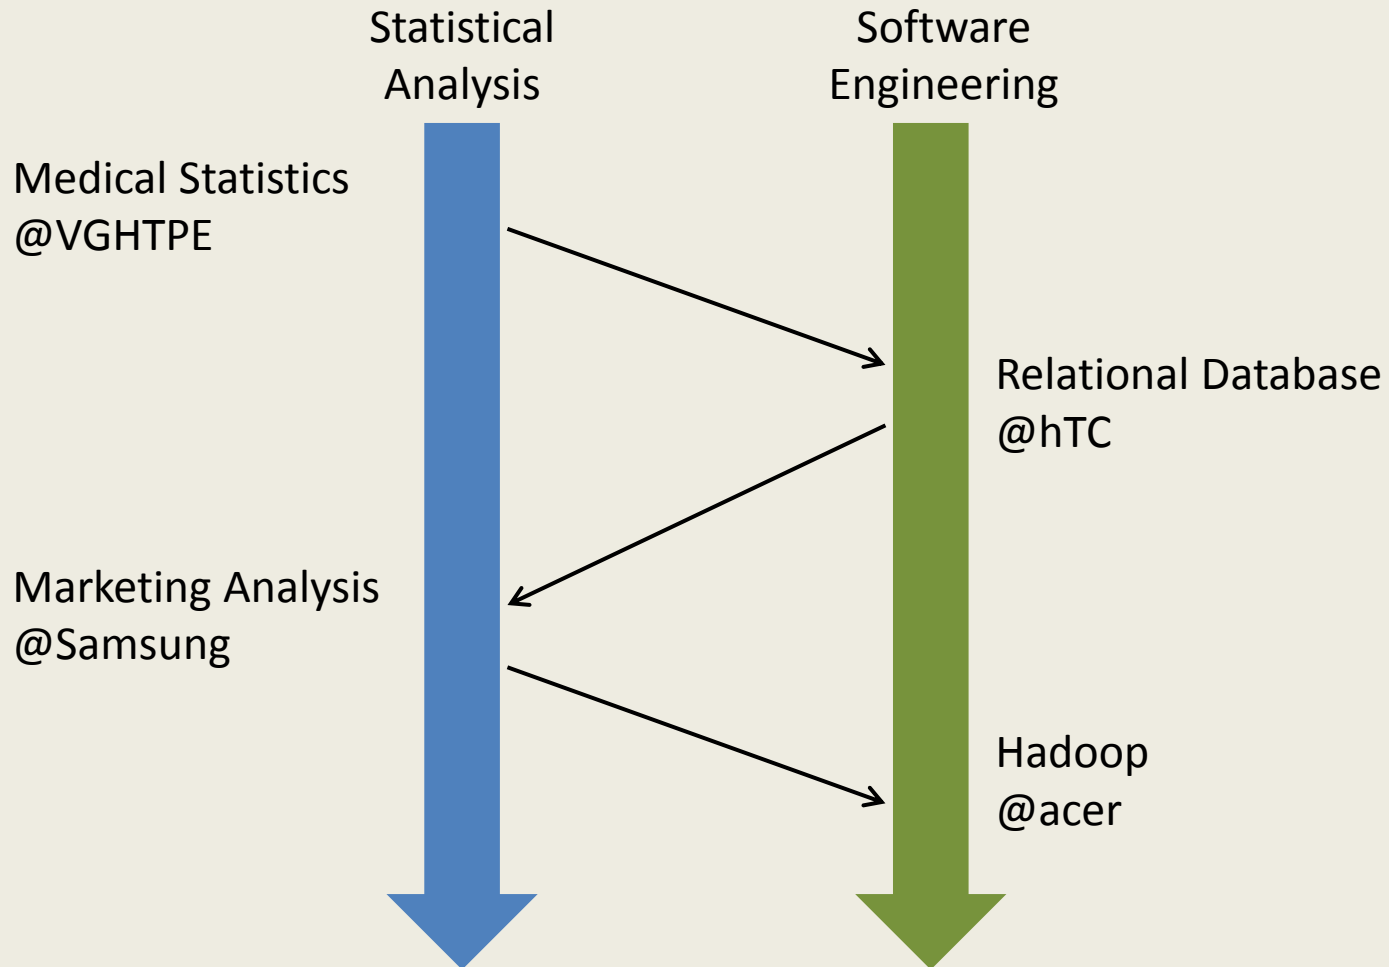 Statistical
Analysis
Software
Engineering
Medical Statistics
@VGHTPE
Relational Database
@hTC
Marketing Analysis
@Samsung
Hadoop
@acer